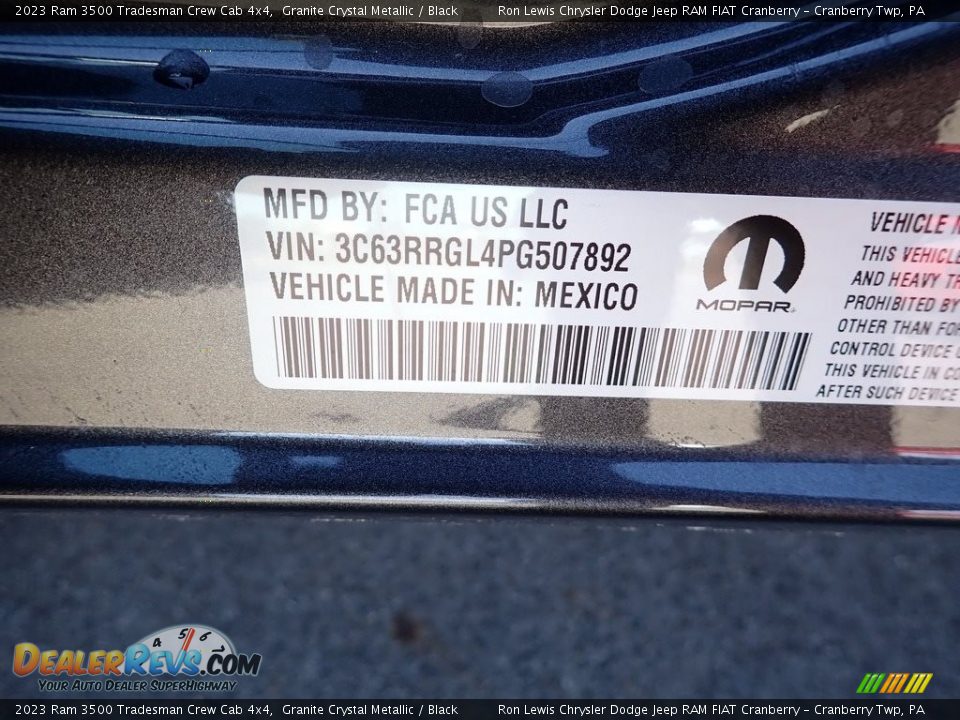 2023 Ram 3500 Tradesman Crew Cab 4x4, Granite Crystal Metallic / Black Ron Lewis Chrysler Dodge Jeep RAM FIAT Cranberry - Cranberry Twp, PA
MFD BY: FCA US LLC
VIN: 3C63RRGL4PG507892
VEHICLE MADE IN: MEXICO
MOPAR
VEHICLE
THIS VEHICLE
AND HEAVY
PROHIBITED BY
OTHER THAN
CONTROL DEVICE
THIS VEHICLE IN
AFTER SUCH DEVICE
4 5 6 7
DEALERREVS.COM
YOUR AUTO DEALER SUPERHIGHWAY
2023 Ram 3500 Tradesman Crew Cab 4x4, Granite Crystal Metallic / Black Ron Lewis Chrysler Dodge Jeep RAM FIAT Cranberry - Cranberry Twp, PA